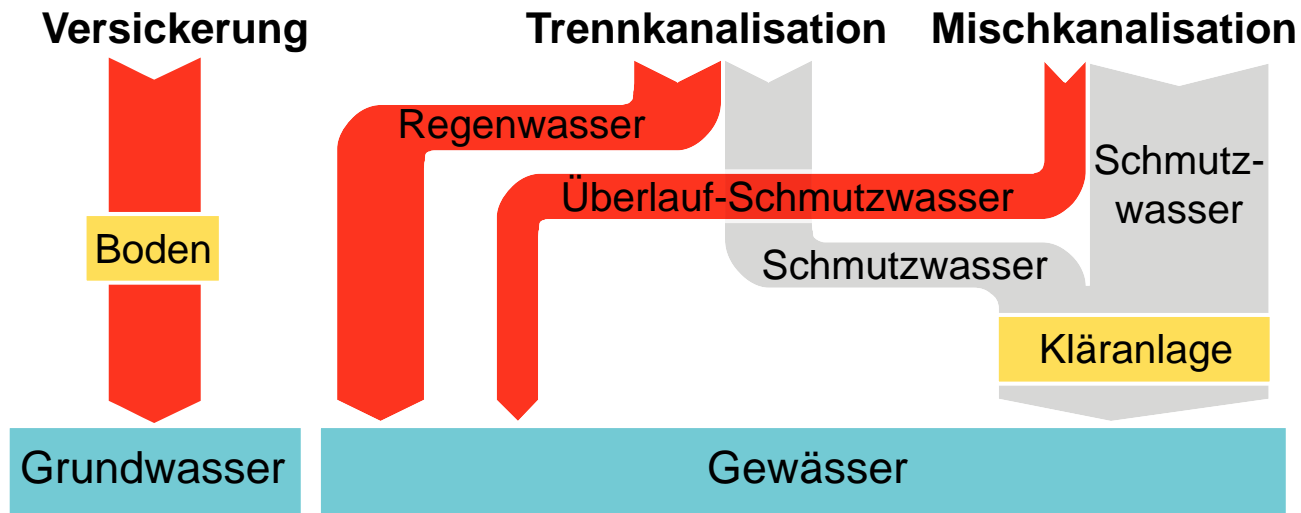 Versickerung
Trennkanalisation
Mischkanalisation
Regenwasser
Schmutz-
wasser
Überlauf-Schmutzwasser
Boden
Schmutzwasser
Kläranlage
Grundwasser
Gewässer